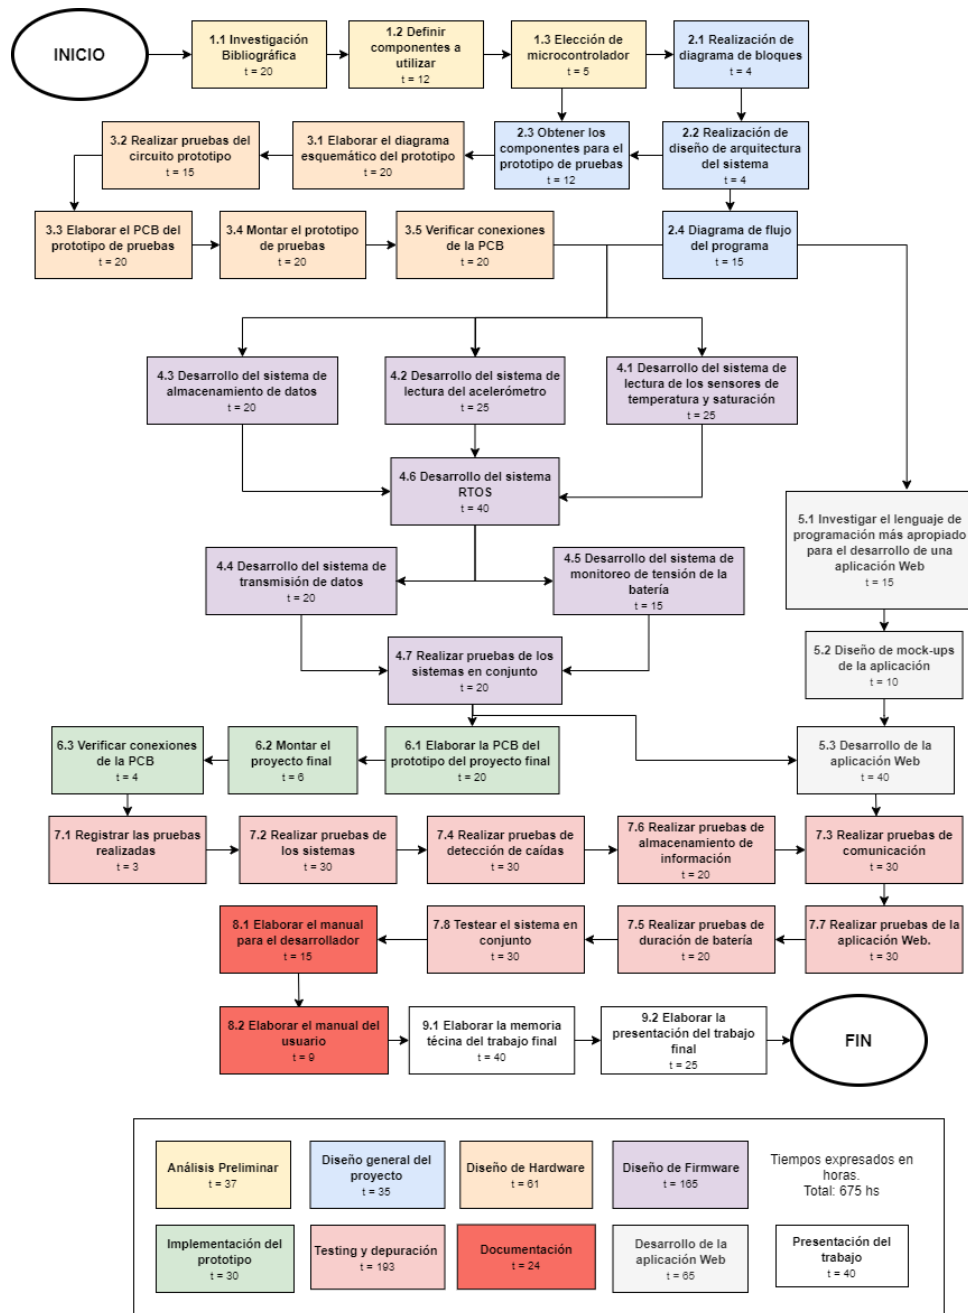 INICIO
1.1 Investigación
Bibliográfica
t = 20
1.2 Definir
componentes a
utilizar
t = 12
1.3 Elección de
microcontrolador
t = 5
2.1 Realización de
diagrama de bloques
t = 4
3.2 Realizar pruebas del
circuito prototipo
t = 15
3.1 Elaborar el diagrama
esquemático del prototipo
t = 20
2.3 Obtener los
componentes para el
prototipo de pruebas
t = 12
2.2 Realización de
diseño de arquitectura
del sistema
t = 4
3.3 Elaborar el PCB del
prototipo de pruebas
t = 20
3.4 Montar el prototipo
de pruebas
t = 20
3.5 Verificar conexiones
de la PCB
t = 20
2.4 Diagrama de flujo
del programa
t = 15
4.3 Desarrollo del sistema de
almacenamiento de datos
t = 20
4.2 Desarrollo del sistema de
lectura del acelerómetro
t = 25
4.1 Desarrollo del sistema de
lectura de los sensores de
temperatura y saturación
t = 25
4.6 Desarrollo del sistema
RTOS
t = 40
5.1 Investigar el lenguaje de
programación más apropiado
para el desarrollo de una
aplicación Web
t = 15
4.4 Desarrollo del sistema de
transmisión de datos
t = 20
4.5 Desarrollo del sistema de
monitoreo de tensión de la
batería
t = 15
5.2 Diseño de mock-ups
de la aplicación
t = 10
4.7 Realizar pruebas de los
sistemas en conjunto
t = 20
6.3 Verificar conexiones
de la PCB
t = 4
6.2 Montar el
proyecto final
t = 6
6.1 Elaborar la PCB del
prototipo del proyecto final
t = 20
5.3 Desarrollo de la
aplicación Web
t = 40
7.1 Registrar las pruebas
realizadas
t = 3
7.2 Realizar pruebas de
los sistemas
t = 30
7.4 Realizar pruebas de
detección de caídas
t = 30
7.6 Realizar pruebas de
almacenamiento de
información
t = 20
7.3 Realizar pruebas de
comunicación
t = 30
8.1 Elaborar el manual
para el desarrollador
t = 15
7.8 Testear el sistema en
conjunto
t = 30
7.5 Realizar pruebas de
duración de batería
t = 20
7.7 Realizar pruebas de la
aplicación Web.
t = 30
8.2 Elaborar el manual del
usuario
t = 9
9.1 Elaborar la memoria
técina del trabajo final
t = 40
9.2 Elaborar la
presentación del trabajo
final
t = 25
FIN
Análisis Preliminar
t = 37
Diseño general del
proyecto
t = 35
Diseño de Hardware
t = 61
Diseño de Firmware
t = 165
Tiempos expresados en
horas.
Total: 675 hs
Implementación del
prototipo
t = 30
Testing y depuración
t = 193
Documentación
t = 24
Desarrollo de la
aplicación Web
t = 65
Presentación del
trabajo
t = 40